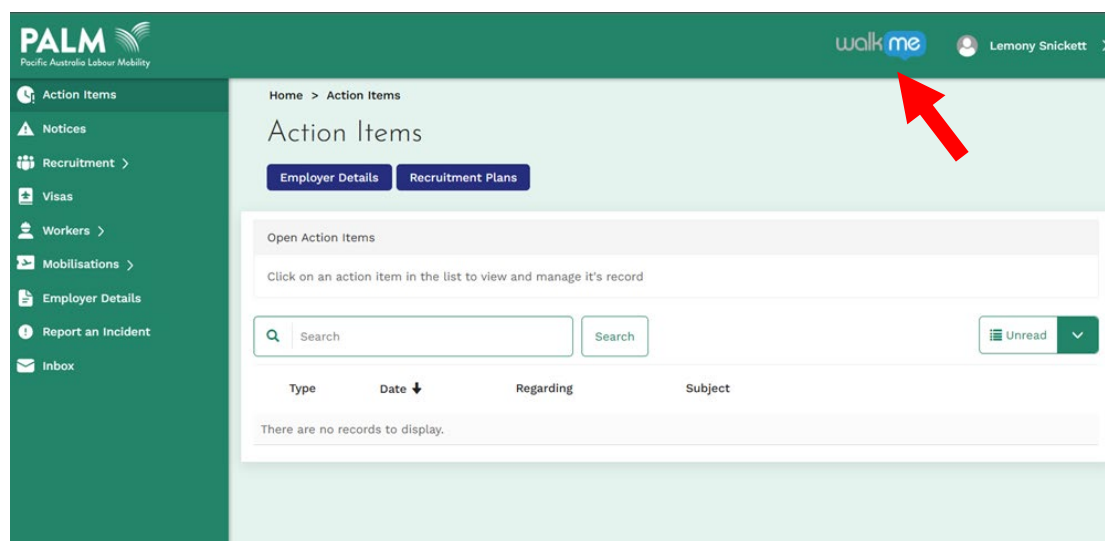 PALM
Pacific Australia Labour Mobility
walkme
Lemony Snickett
Action Items
Notices
Recruitment >
Visas
Workers >
Mobilisations >
Employer Details
Report an Incident
Inbox
Home > Action Items
Action Items
Employer Details Recruitment Plans
Open Action Items
Click on an action item in the list to view and manage it's record
Search Search Unread
Type Date Regarding Subject
There are no records to display.